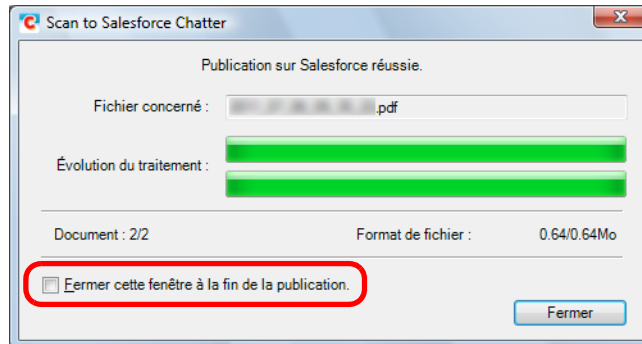 Scan to Salesforce Chatter
Publication sur Salesforce réussie.
Fichier concerné : .pdf
Évolution du traitement :
Document : 2/2 Format de fichier : 0.64/0.64Mo
Fermer cette fenêtre à la fin de la publication.
Fermer